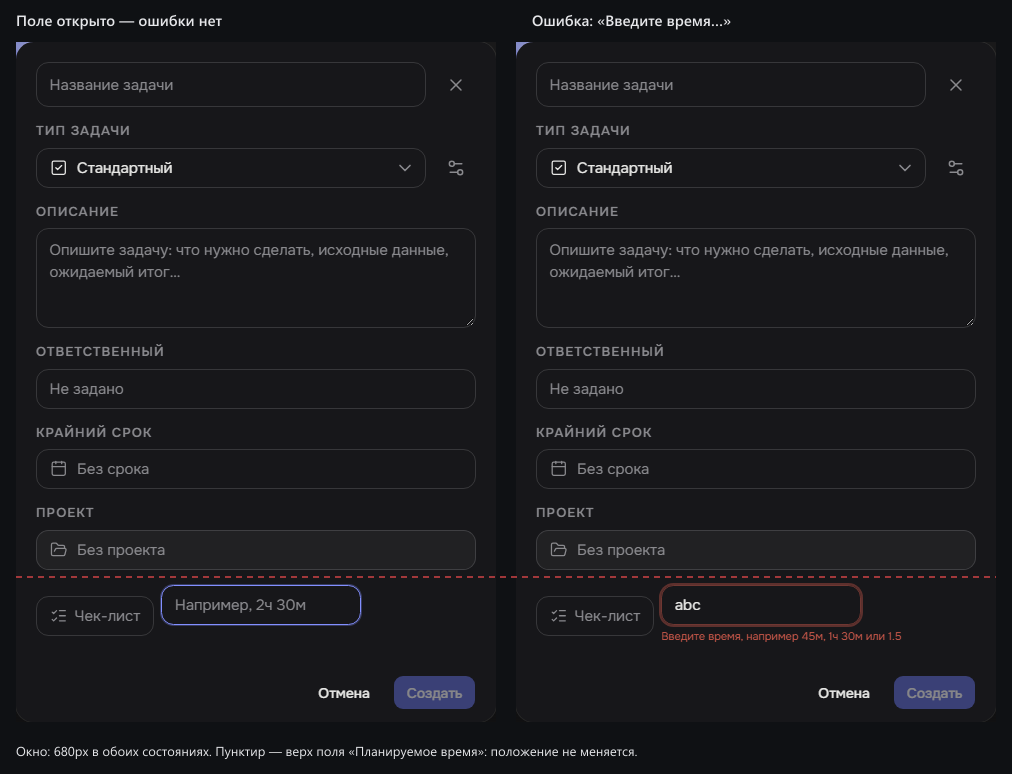 Поле открыто — ошибки нет
Название задачи
ТИП ЗАДАЧИ
Стандартный
ОПИСАНИЕ
Опишите задачу: что нужно сделать, исходные данные,
ожидаемый итог...
ОТВЕТСТВЕННЫЙ
Не задано
КРАЙНИЙ СРОК
Без срока
ПРОЕКТ
Без проекта
Чек-лист
Например, 2ч 30м
Отмена
Создать
Ошибка: «Введите время...»
Название задачи
ТИП ЗАДАЧИ
Стандартный
ОПИСАНИЕ
Опишите задачу: что нужно сделать, исходные данные,
ожидаемый итог...
ОТВЕТСТВЕННЫЙ
Не задано
КРАЙНИЙ СРОК
Без срока
ПРОЕКТ
Без проекта
Чек-лист
abc
Введите время, например 45м, 1ч 30м или 1.5
Отмена
Создать
Окно: 680px в обоих состояниях. Пунктир — верх поля «Планируемое время»: положение не меняется.